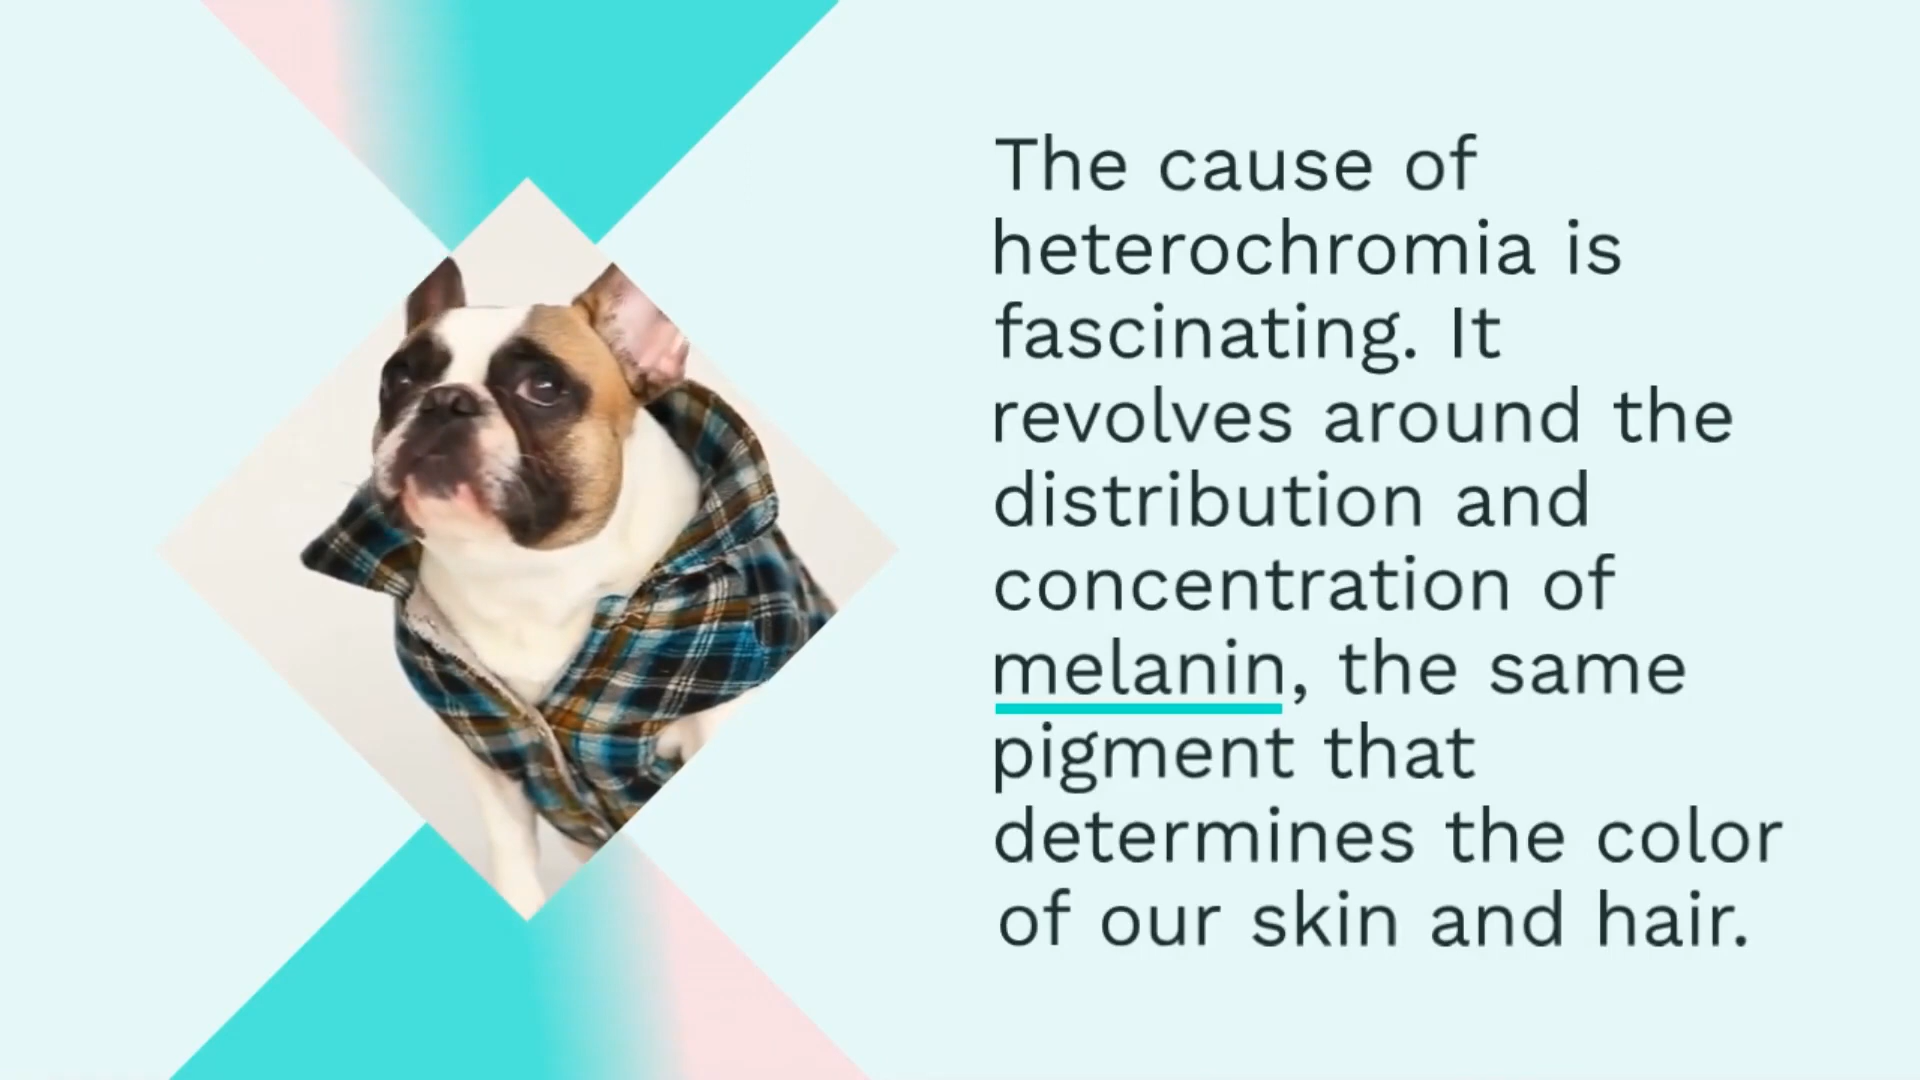 The cause of
heterochromia is
fascinating. It
revolves around the
distribution and
concentration of
melanin, the same
pigment that
determines the color
of our skin and hair.